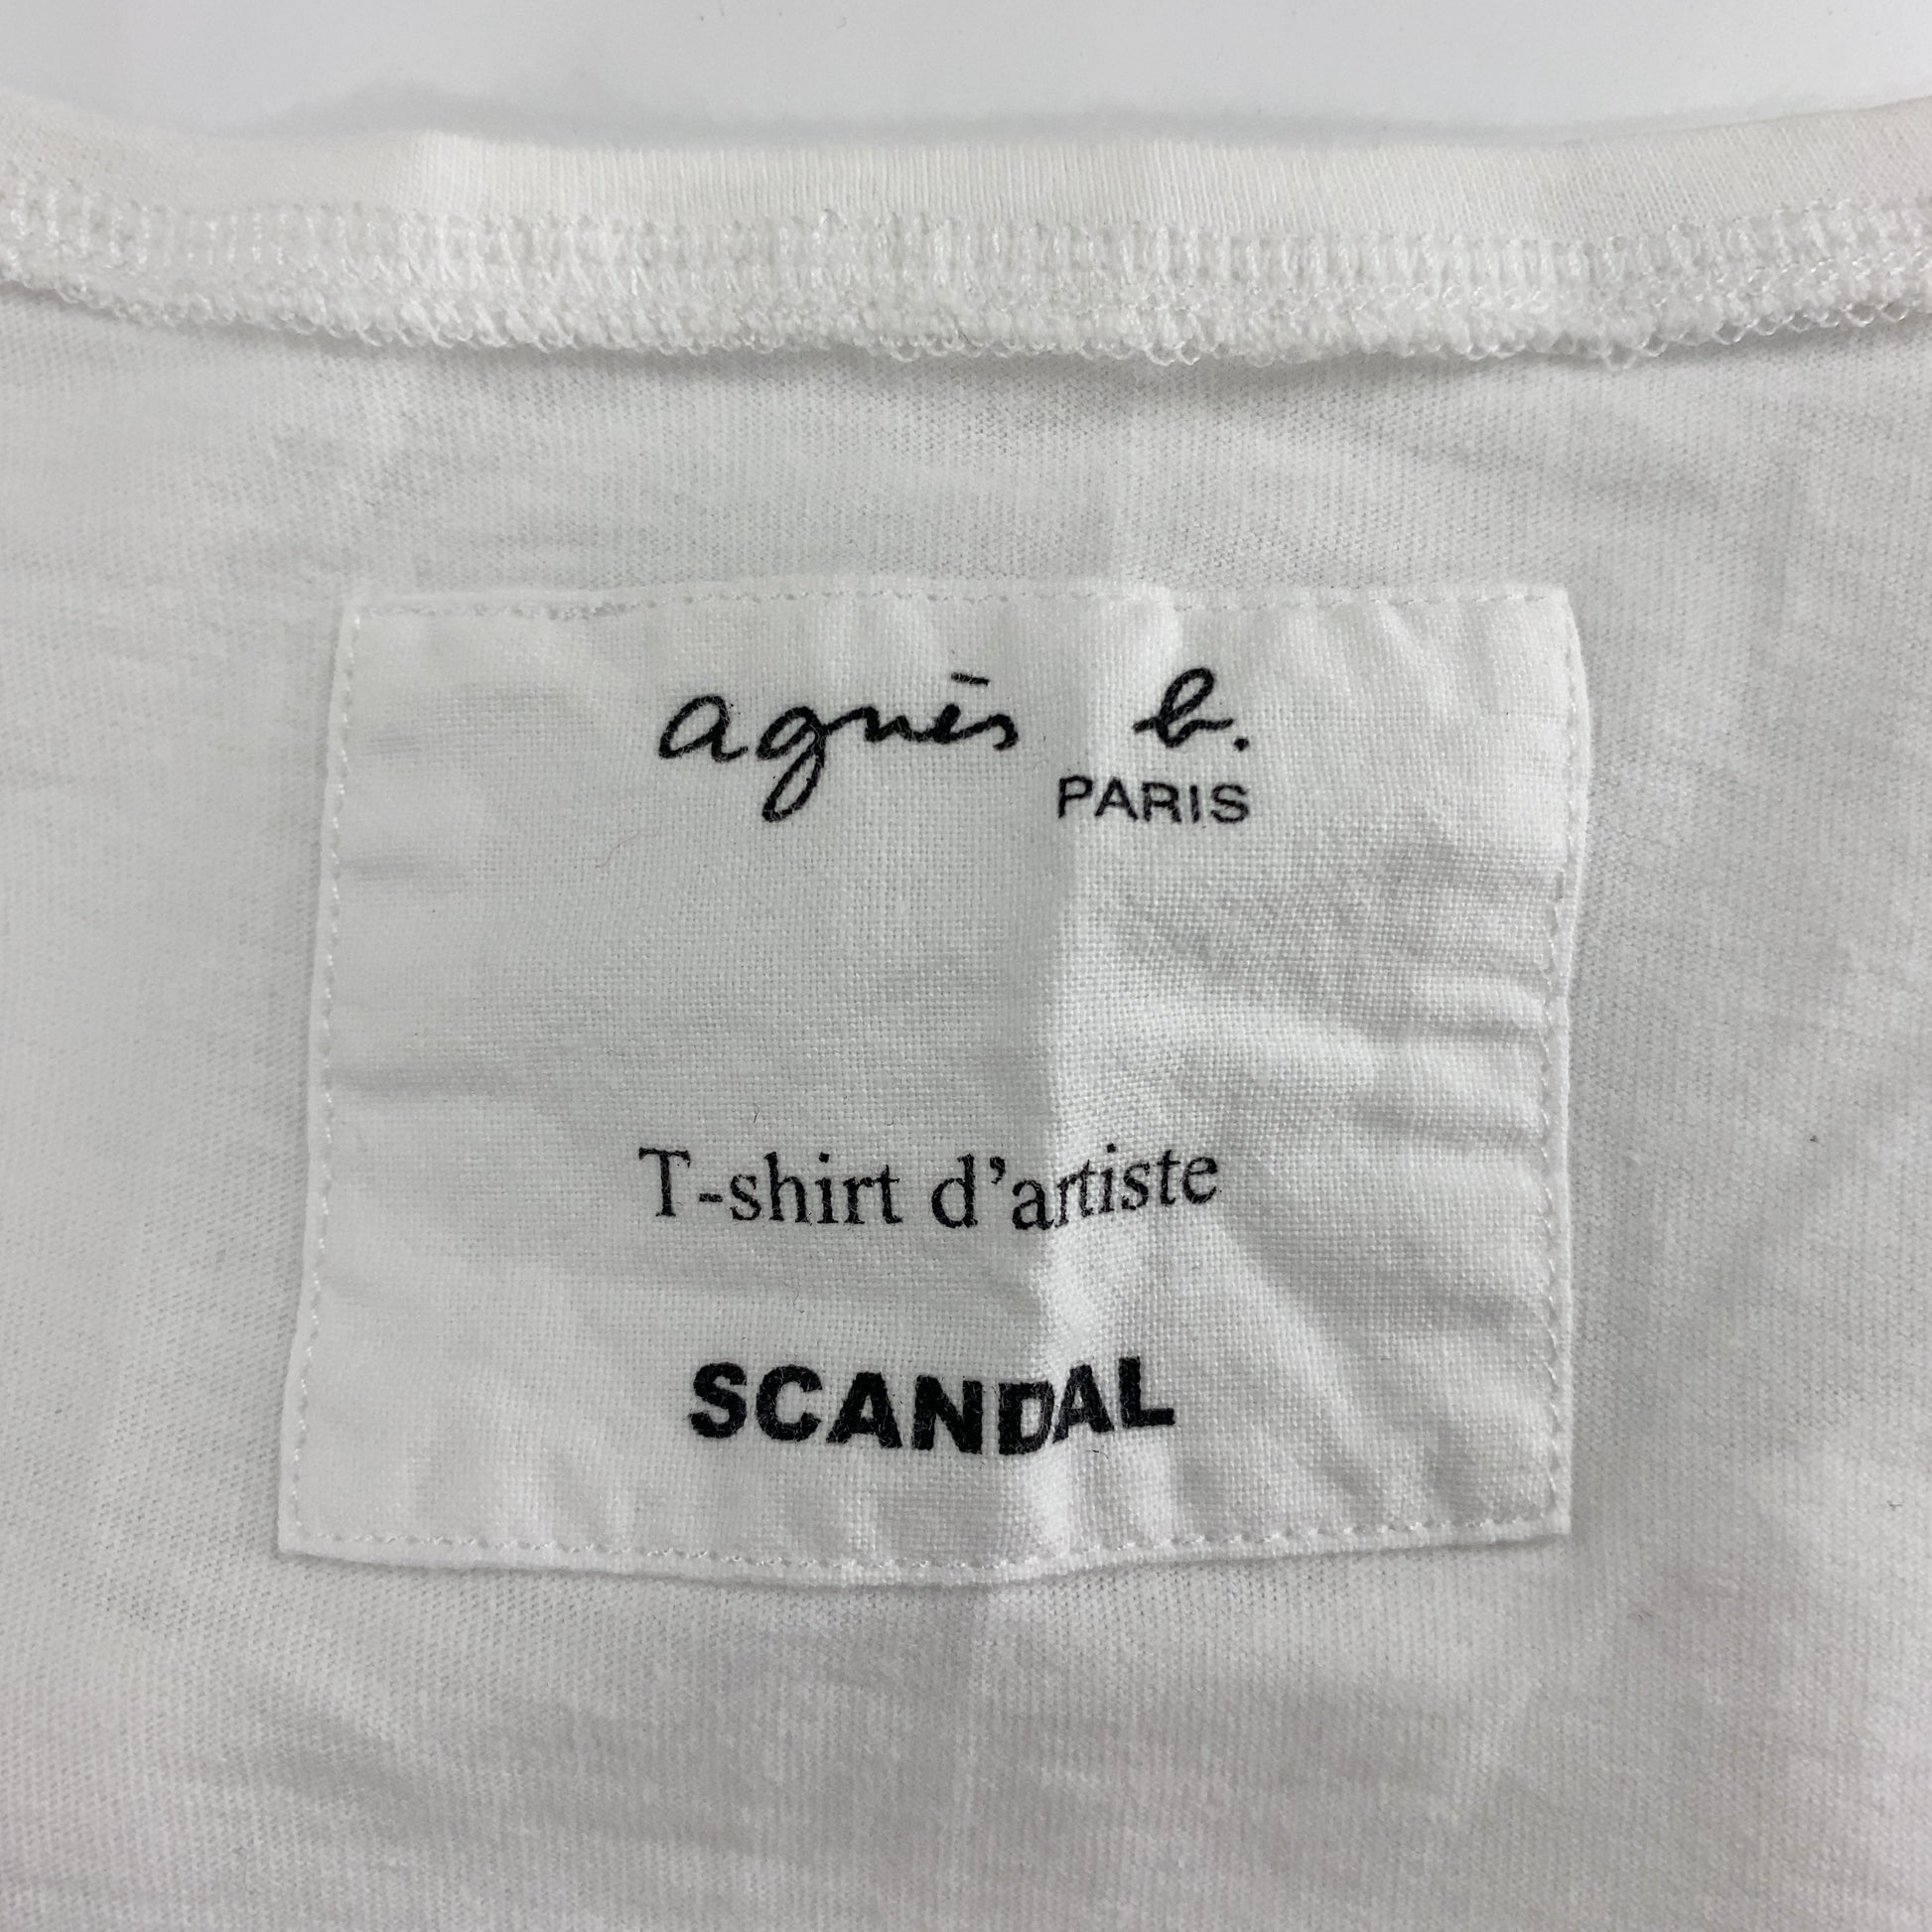 agnès b.
PARIS
T-shirt d’artiste
SCANDAL